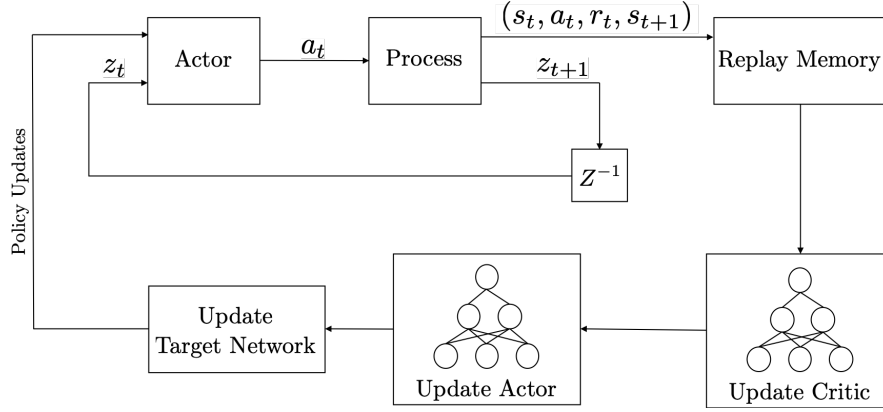 (s_t, a_t, r_t, s_{t+1})
z_t
Actor
a_t
Process
z_{t+1}
Replay Memory
Z^{-1}
Policy Updates
Update
Target Network
Update Actor
Update Critic